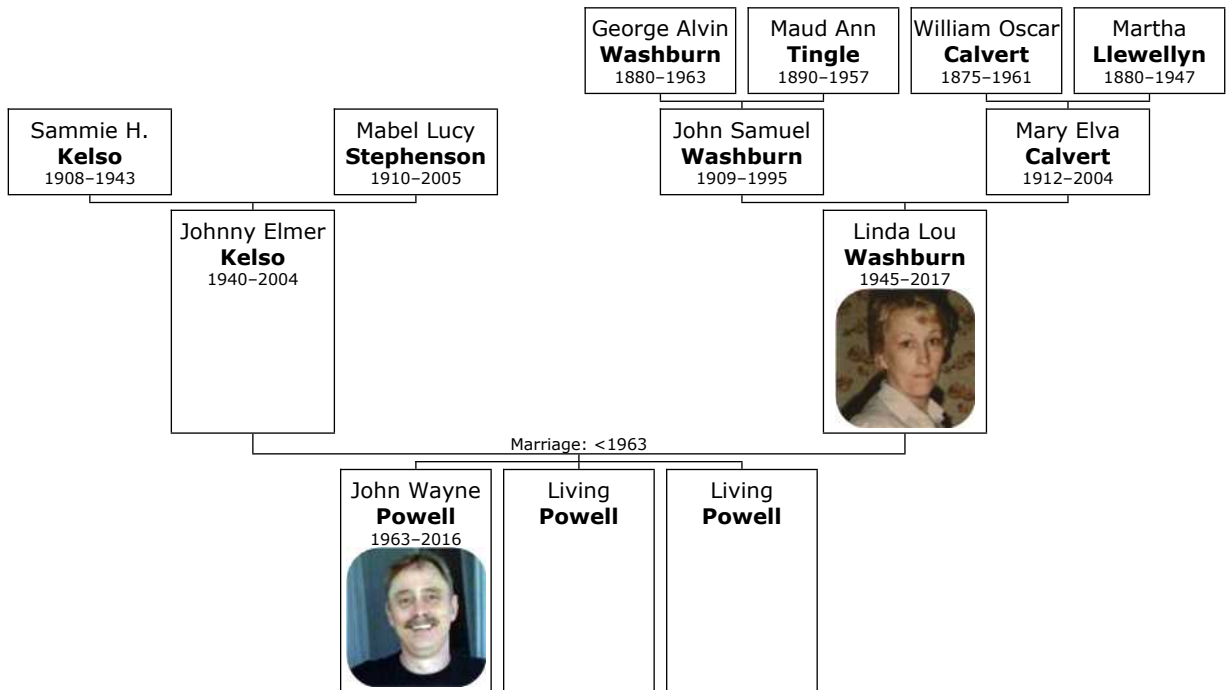 George Alvin
Washburn
1880–1963
Maud Ann
Tingle
1890–1957
William Oscar
Calvert
1875–1961
Martha
Llewellyn
1880–1947
Sammie H.
Kelso
1908–1943
Mabel Lucy
Stephenson
1910–2005
John Samuel
Washburn
1909–1995
Mary Elva
Calvert
1912–2004
Johnny Elmer
Kelso
1940–2004
Linda Lou
Washburn
1945–2017
Marriage: <1963
John Wayne
Powell
1963–2016
Living
Powell
Living
Powell